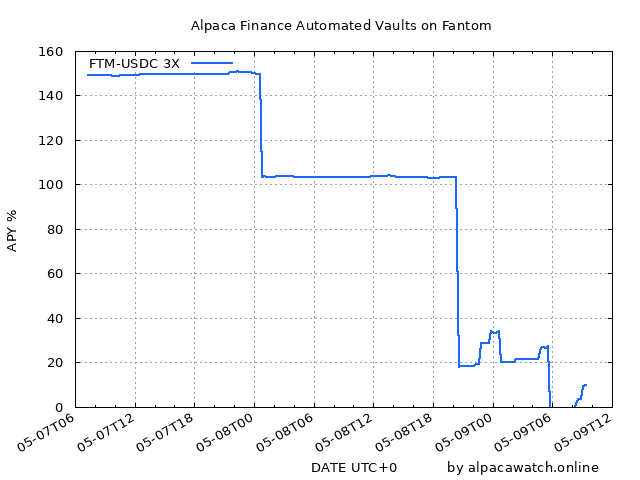 Alpaca Finance Automated Vaults on Fantom
FTM-USDC 3X
160
140
120
100
80
60
40
20
0
APY %
05-07T06
05-07T12
05-07T18
05-08T00
05-08T06
05-08T12
05-08T18
05-09T00
05-09T06
05-09T12
DATE UTC+0
by alpacawatch.online